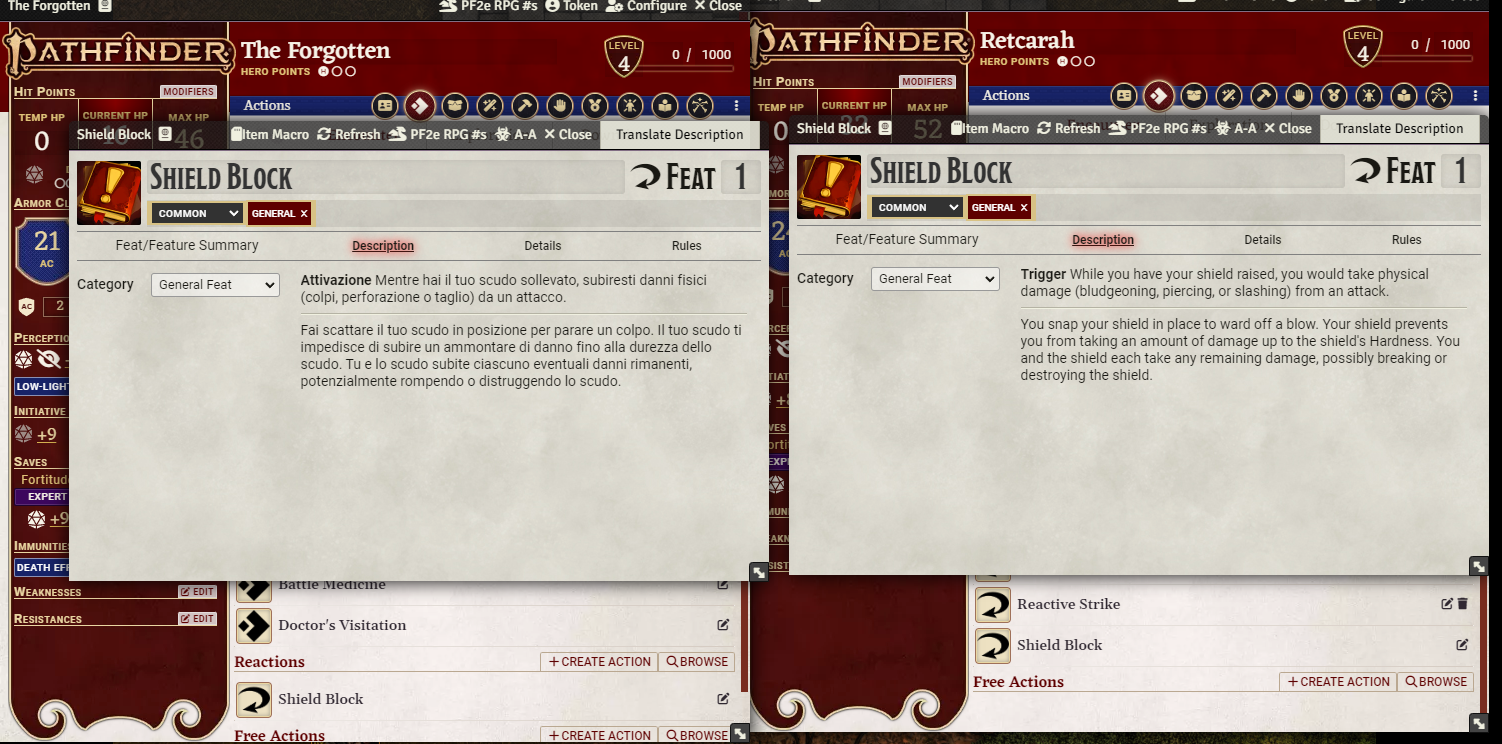 The Forgotten
PF2e RPG #s Token Configure Close
PATHFINDER
The Forgotten
HERO POINTS
LEVEL
4
0 / 1000
HIT POINTS
MODIFIERS
TEMP HP
CURRENT HP
MAX HP
0
46
Actions
ARMOR CL
21
AC
AC
2
PERCEPTIO
LOW-LIGHT
INITIATIVE
+9
SAVES
Fortitud
EXPERT
+9
IMMUNITIE
DEATH EFF
WEAKNESSES
EDIT
RESISTANCES
EDIT
Shield Block
Item Macro Refresh PF2e RPG #s A-A Close
Translate Description
SHIELD BLOCK
FEAT 1
COMMON
GENERAL X
Feat/Feature Summary
Description
Details
Rules
Category
General Feat
Attivazione Mentre hai il tuo scudo sollevato, subiresti danni fisici
(colpi, perforazione o taglio) da un attacco.
Fai scattare il tuo scudo in posizione per parare un colpo. Il tuo scudo ti
impedisce di subire un ammontare di danno fino alla durezza dello
scudo. Tu e lo scudo subite ciascuno eventuali danni rimanenti,
potenzialmente rompendo o distruggendo lo scudo.
Battle Medicine
Doctor's Visitation
Reactions
+ CREATE ACTION
BROWSE
Shield Block
Free Actions
+ CREATE ACTION
BROWSE
PATHFINDER
Retcarah
HERO POINTS
LEVEL
4
0 / 1000
HIT POINTS
MODIFIERS
TEMP HP
CURRENT HP
MAX HP
0
52
Actions
Shield Block
Item Macro Refresh PF2e RPG #s A-A Close
Translate Description
SHIELD BLOCK
FEAT 1
COMMON
GENERAL X
Feat/Feature Summary
Description
Details
Rules
Category
General Feat
Trigger While you have your shield raised, you would take physical
damage (bludgeoning, piercing, or slashing) from an attack.
You snap your shield in place to ward off a blow. Your shield prevents
you from taking an amount of damage up to the shield's Hardness. You
and the shield each take any remaining damage, possibly breaking or
destroying the shield.
Reactive Strike
Shield Block
Free Actions
+ CREATE ACTION
BROWSE